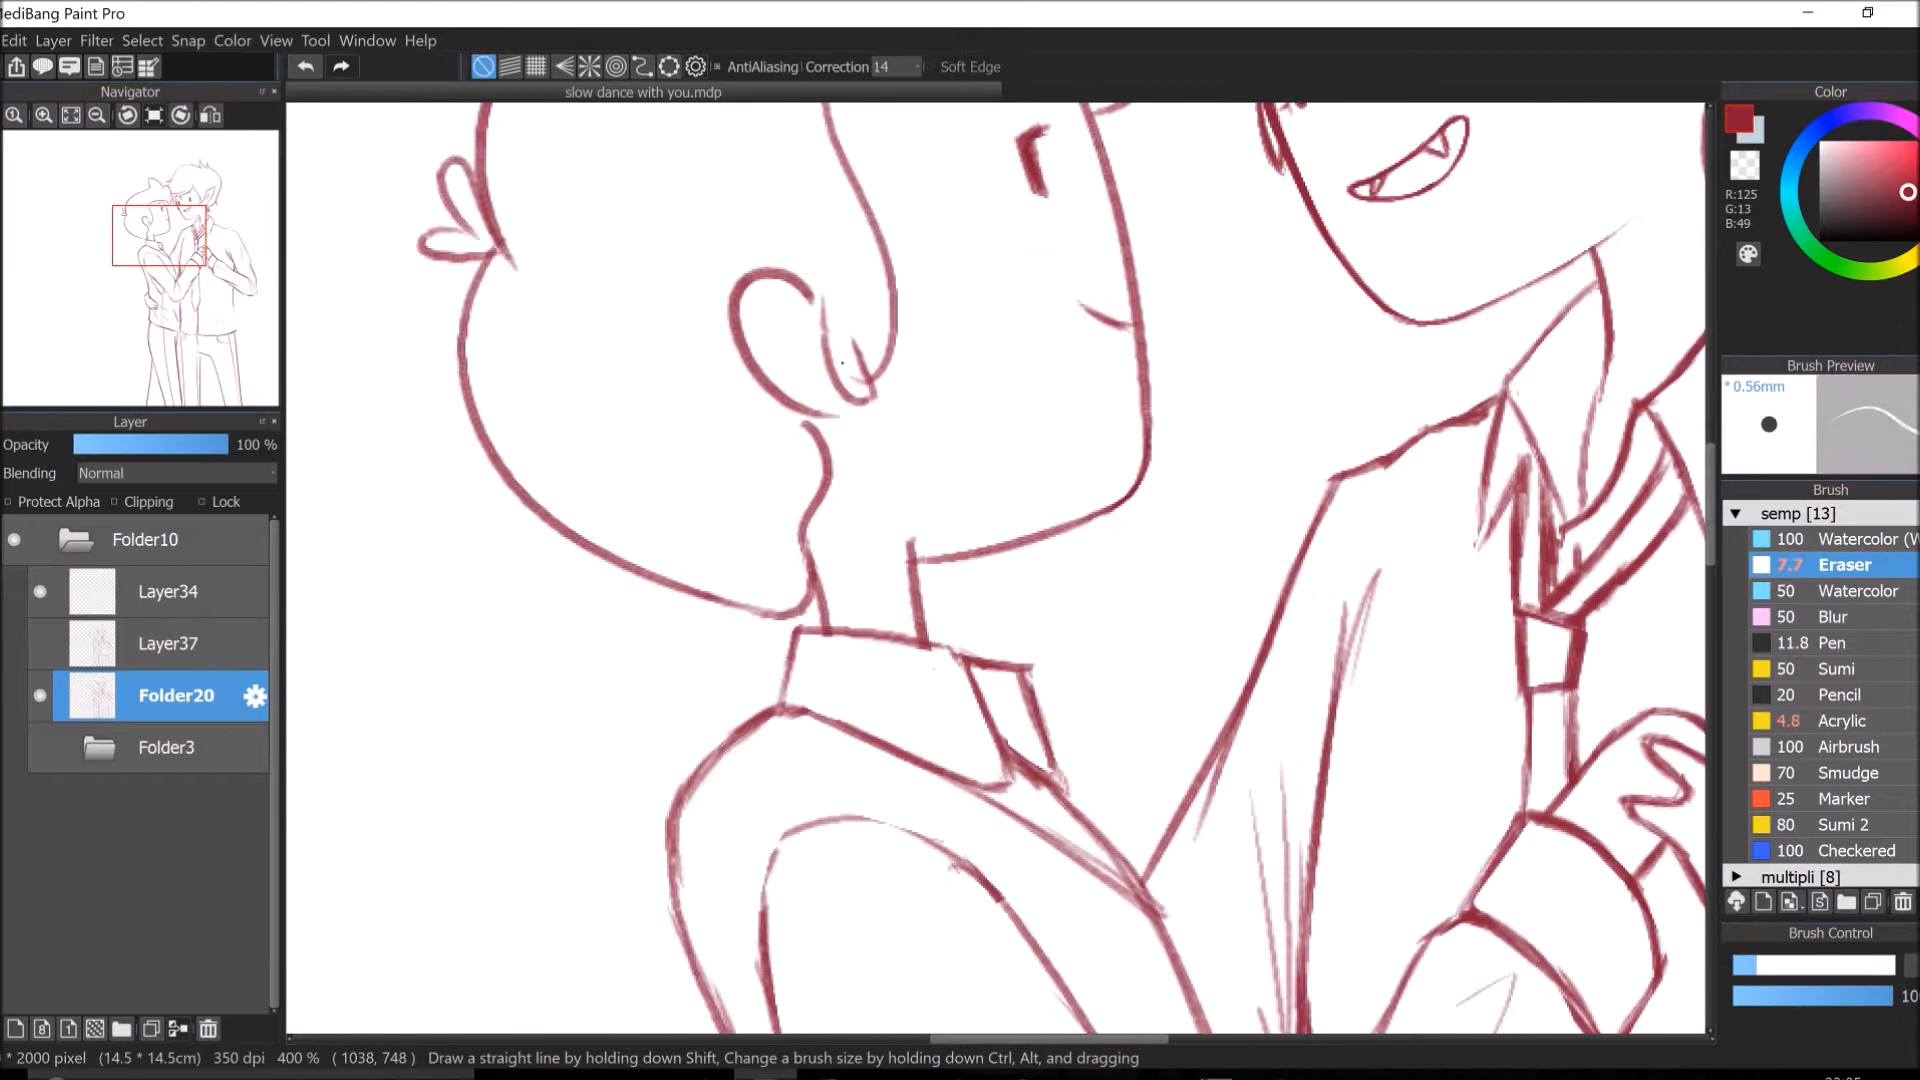 MediBang Paint Pro
Edit Layer Filter Select Snap Color View Tool Window Help
AntiAliasing Correction 14 Soft Edge
Navigator
slow dance with you.mdp
Color
R:125
G:13
B:49
Brush Preview
* 0.56mm
Layer
Opacity 100 %
Blending Normal
Protect Alpha Clipping Lock
Folder10
Layer34
Layer37
Folder20
Folder3
Brush
semp [13]
100 Watercolor (W
7.7 Eraser
50 Watercolor
50 Blur
11.8 Pen
50 Sumi
20 Pencil
4.8 Acrylic
100 Airbrush
70 Smudge
25 Marker
80 Sumi 2
100 Checkered
multipli [8]
Brush Control
10
* 2000 pixel (14.5 * 14.5cm) 350 dpi 400 % ( 1038, 748 ) Draw a straight line by holding down Shift, Change a brush size by holding down Ctrl, Alt, and dragging